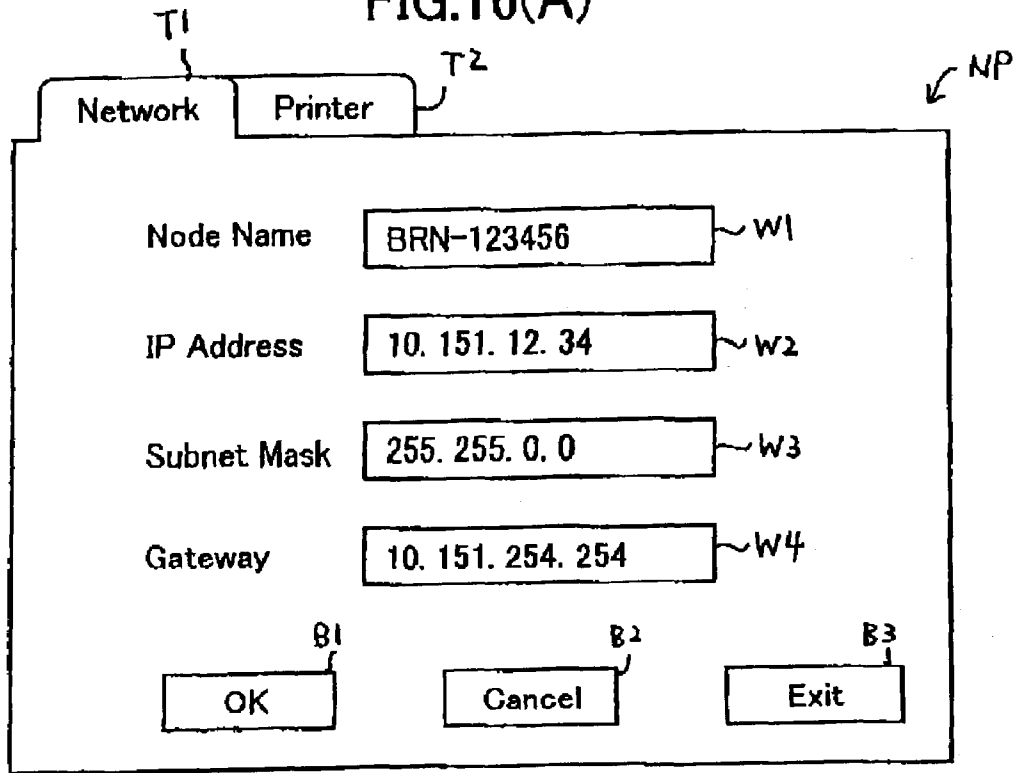 FIG.16(A)
T1
T2
NP
Network Printer
Node Name BRN-123456 W1
IP Address 10. 151. 12. 34 W2
Subnet Mask 255. 255. 0. 0 W3
Gateway 10. 151. 254. 254 W4
B1 B2 B3
OK Cancel Exit